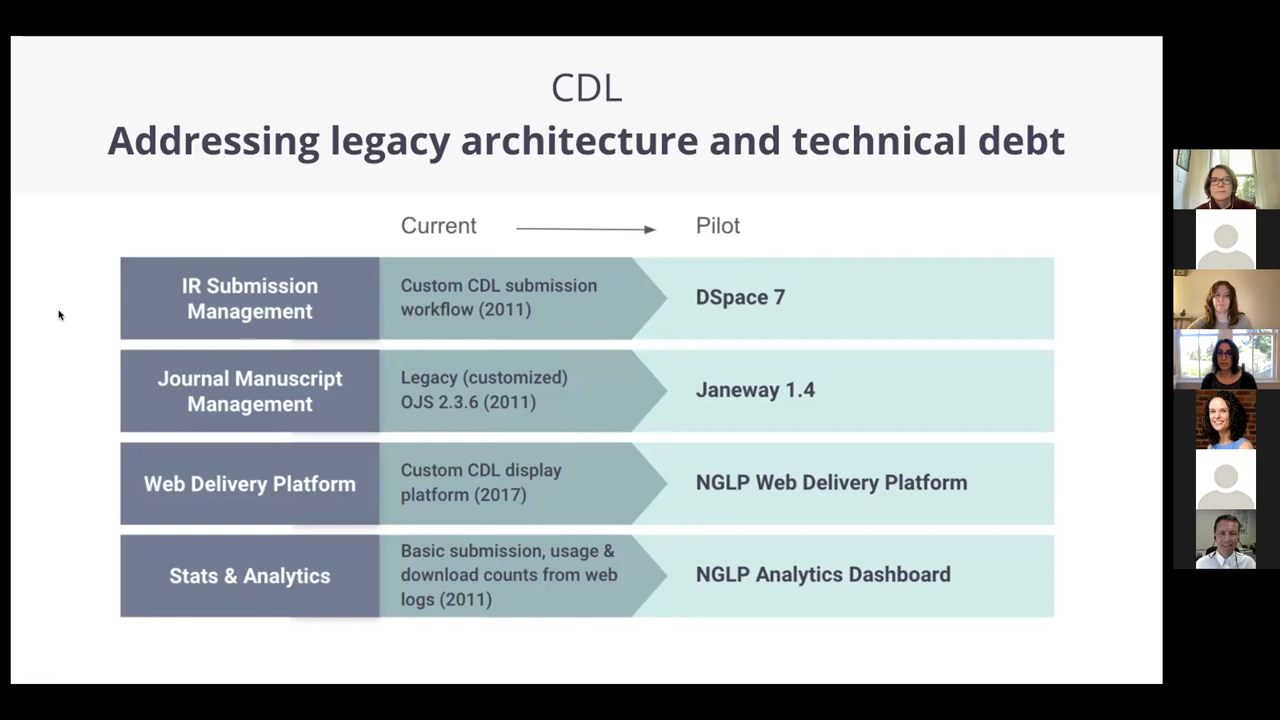 CDL
Addressing legacy architecture and technical debt
Current
Pilot
IR Submission
Management
Custom CDL submission
workflow (2011)
DSpace 7
Journal Manuscript
Management
Legacy (customized)
OJS 2.3.6 (2011)
Janeway 1.4
Web Delivery Platform
Custom CDL display
platform (2017)
NGLP Web Delivery Platform
Stats & Analytics
Basic submission, usage &
download counts from web
logs (2011)
NGLP Analytics Dashboard